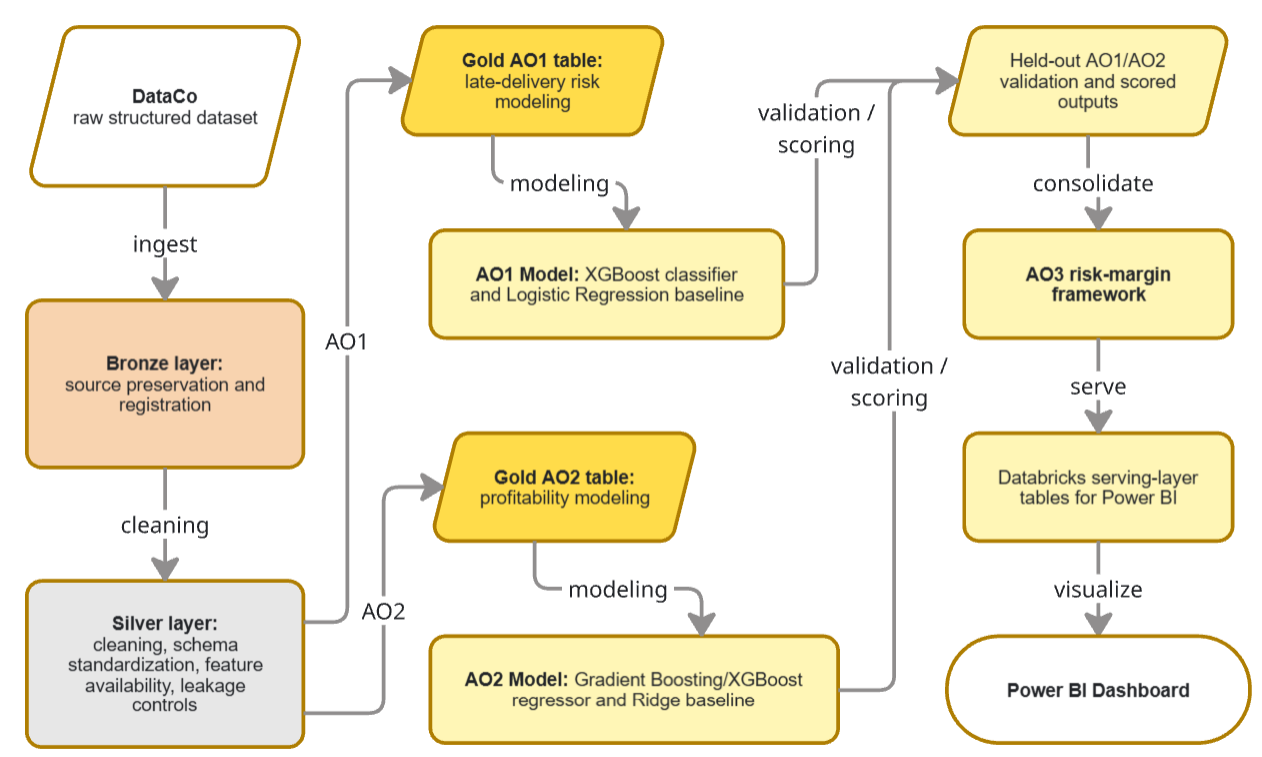 DataCo
raw structured dataset
ingest
Bronze layer:
source preservation and
registration
cleaning
Silver layer:
cleaning, schema
standardization, feature
availability, leakage
controls
AO1
AO2
Gold AO1 table:
late-delivery risk
modeling
modeling
AO1 Model: XGBoost classifier
and Logistic Regression baseline
validation /
scoring
Gold AO2 table:
profitability modeling
modeling
AO2 Model: Gradient Boosting/XGBoost
regressor and Ridge baseline
validation /
scoring
Held-out AO1/AO2
validation and scored
outputs
consolidate
AO3 risk-margin
framework
serve
Databricks serving-layer
tables for Power BI
visualize
Power BI Dashboard